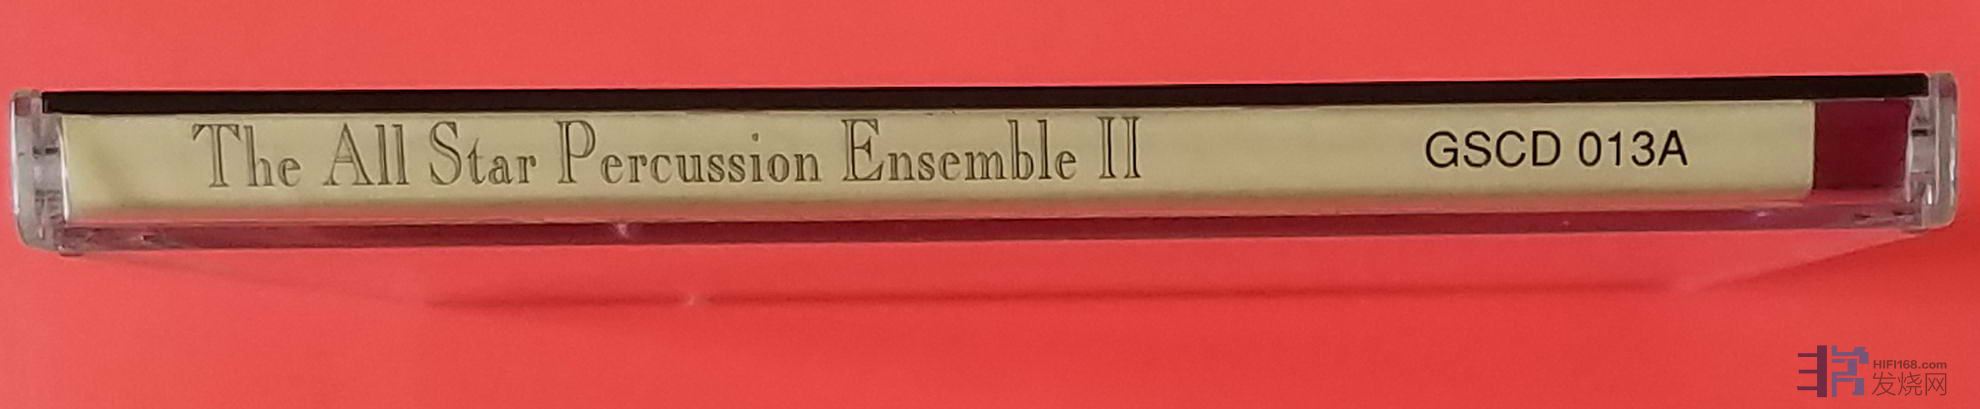 The All Star Percussion Ensemble II GSCD 013A
HIFI168.com
发烧网